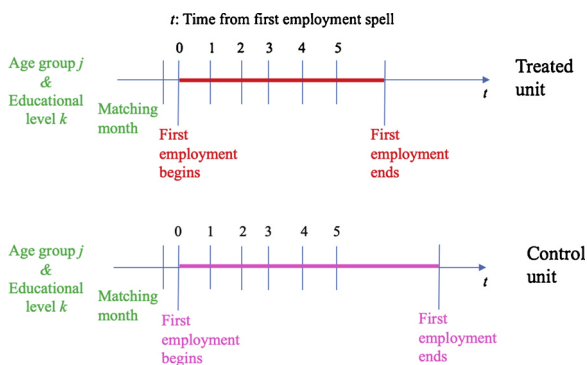 t: Time from first employment spell
0 1 2 3 4 5
Age group j
&
Educational
level k
Matching
month
First
employment
begins
First
employment
ends
t
Treated
unit
0 1 2 3 4 5
Age group j
&
Educational
level k
Matching
month
First
employment
begins
First
employment
ends
t
Control
unit